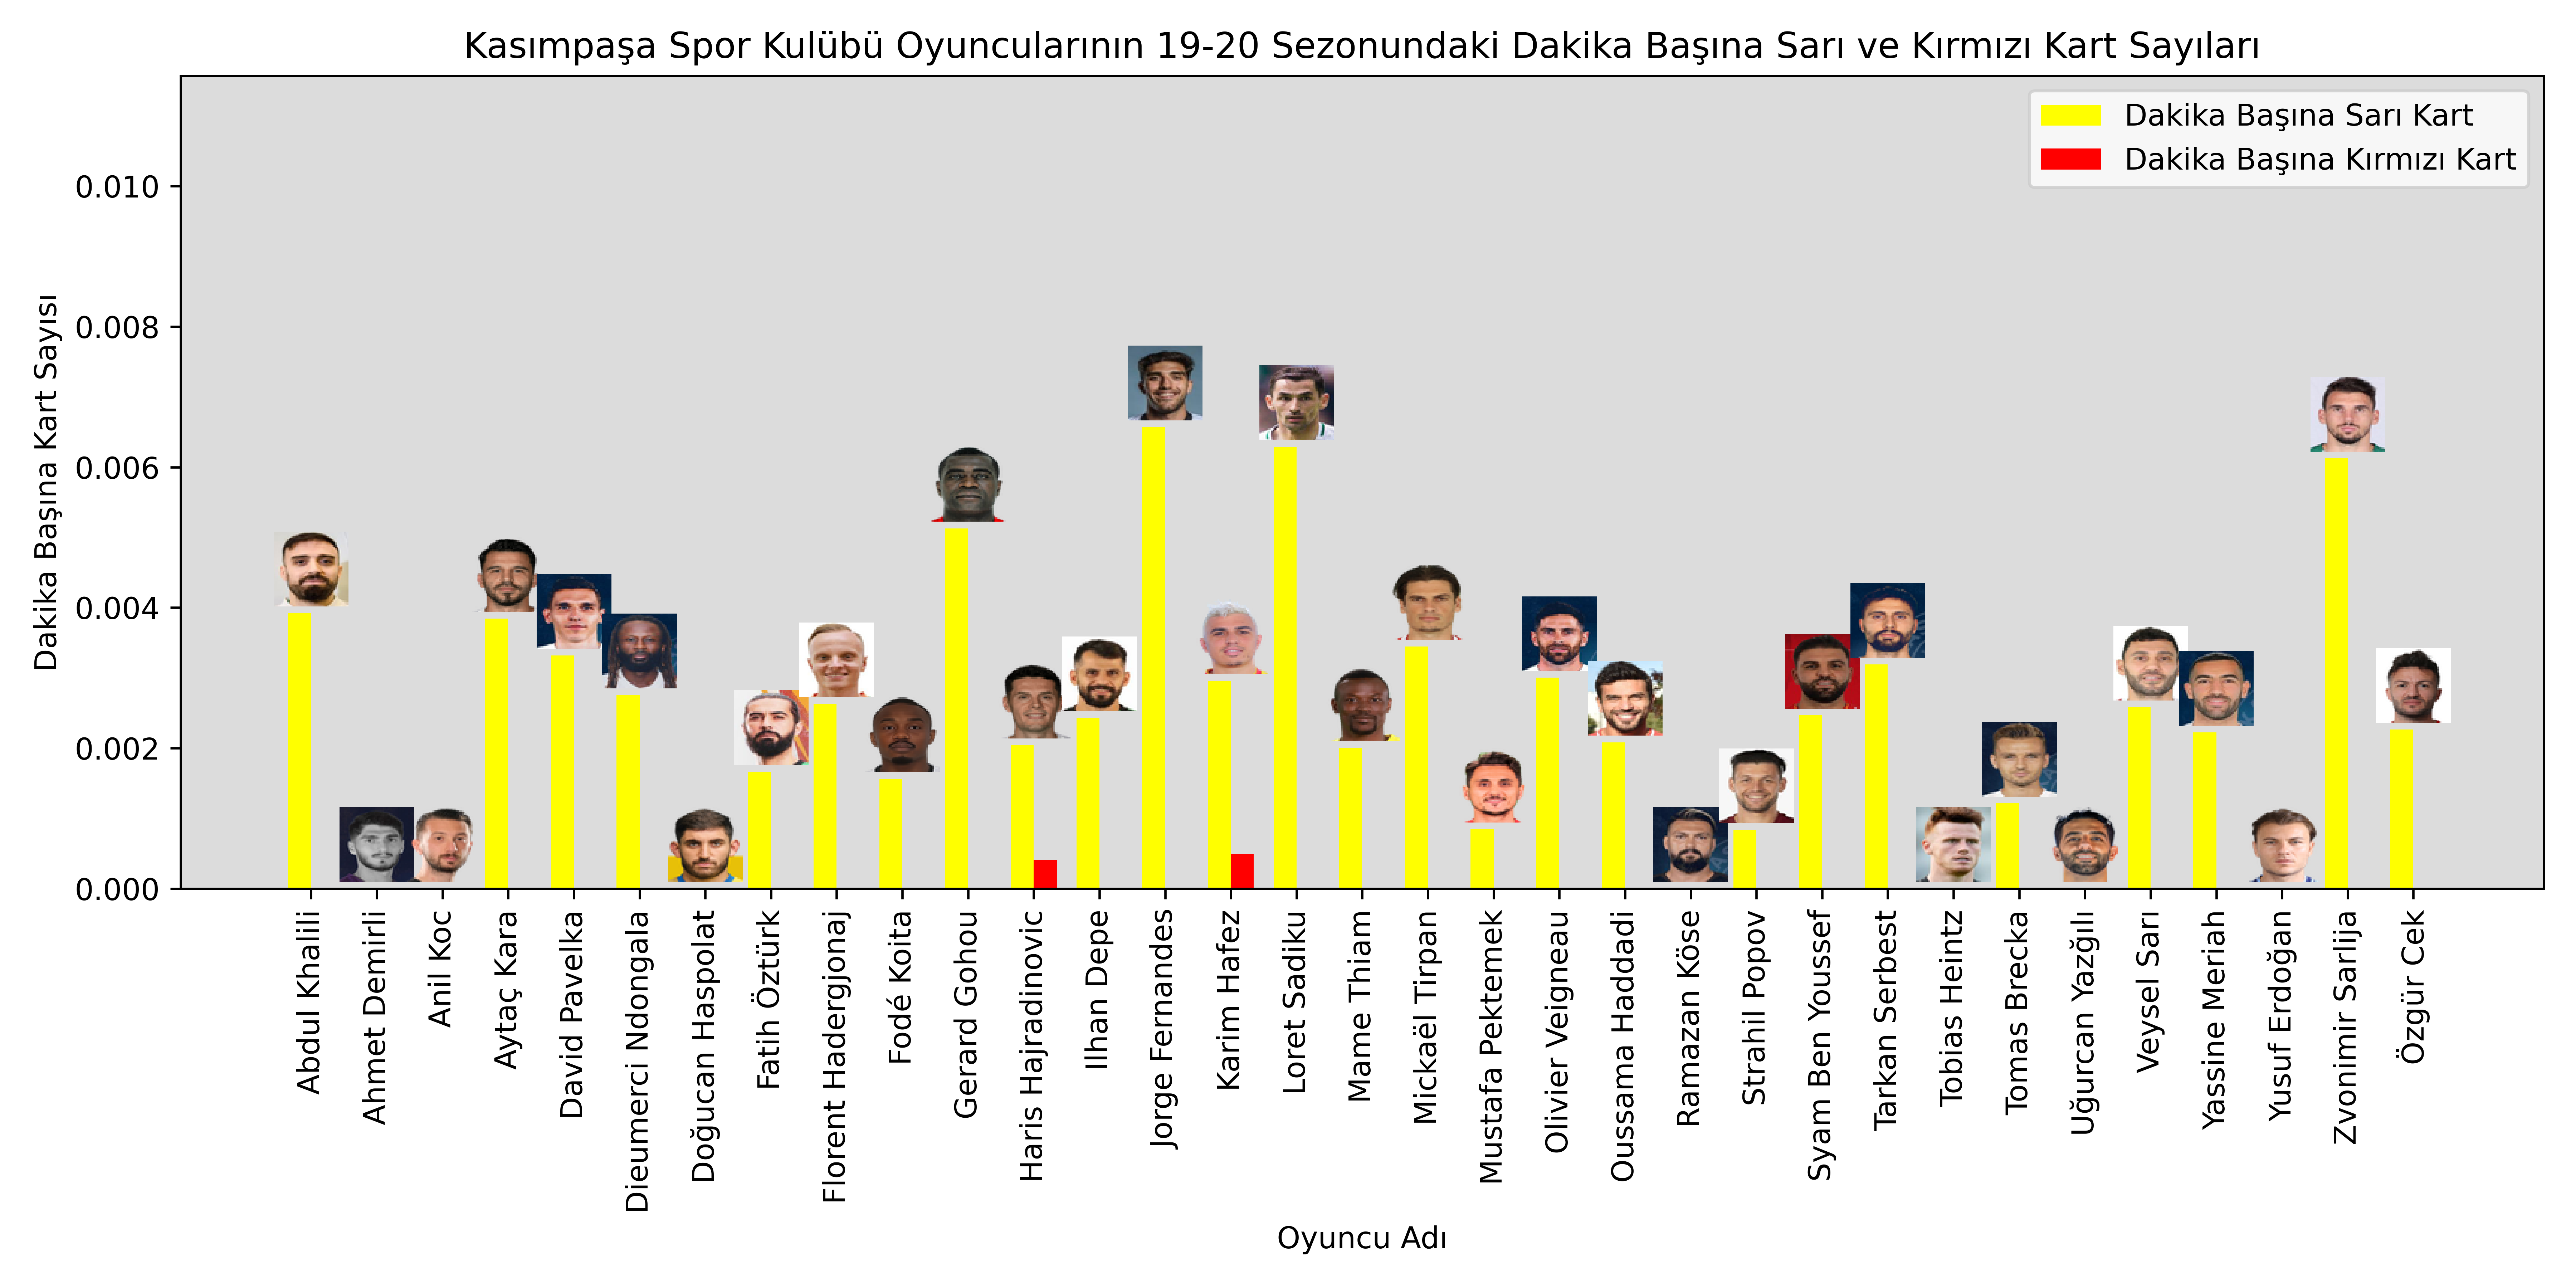 Kasımpaşa Spor Kulübü Oyuncularının 19-20 Sezonundaki Dakika Başına Sarı ve Kırmızı Kart Sayıları
Dakika Başına Sarı Kart
Dakika Başına Kırmızı Kart
Dakika Başına Kart Sayısı
0.010
0.008
0.006
0.004
0.002
0.000
Abdul Khalili
Ahmet Demirli
Anil Koc
Aytaç Kara
David Pavelka
Dieumerci Ndongala
Doğucan Haspolat
Fatih Öztürk
Florent Hadergjonaj
Fodé Koita
Gerard Gohou
Haris Hajradinovic
Ilhan Depe
Jorge Fernandes
Karim Hafez
Loret Sadiku
Mame Thiam
Mickaël Tirpan
Mustafa Pektemek
Olivier Veigneau
Oussama Hadddadi
Ramazan Köse
Strahil Popov
Syam Ben Youssef
Tarkan Serbest
Tobias Heintz
Tomas Brecka
Uğurcan Yazğılı
Veysel Sarı
Yassine Meriah
Yusuf Erdoğan
Zvonimir Sarlija
Özgür Cek
Oyuncu Adı